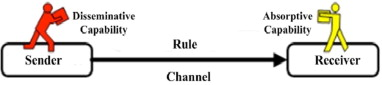 Disseminative
Capability
Absorptive
Capability
Rule
Sender
Channel
Receiver